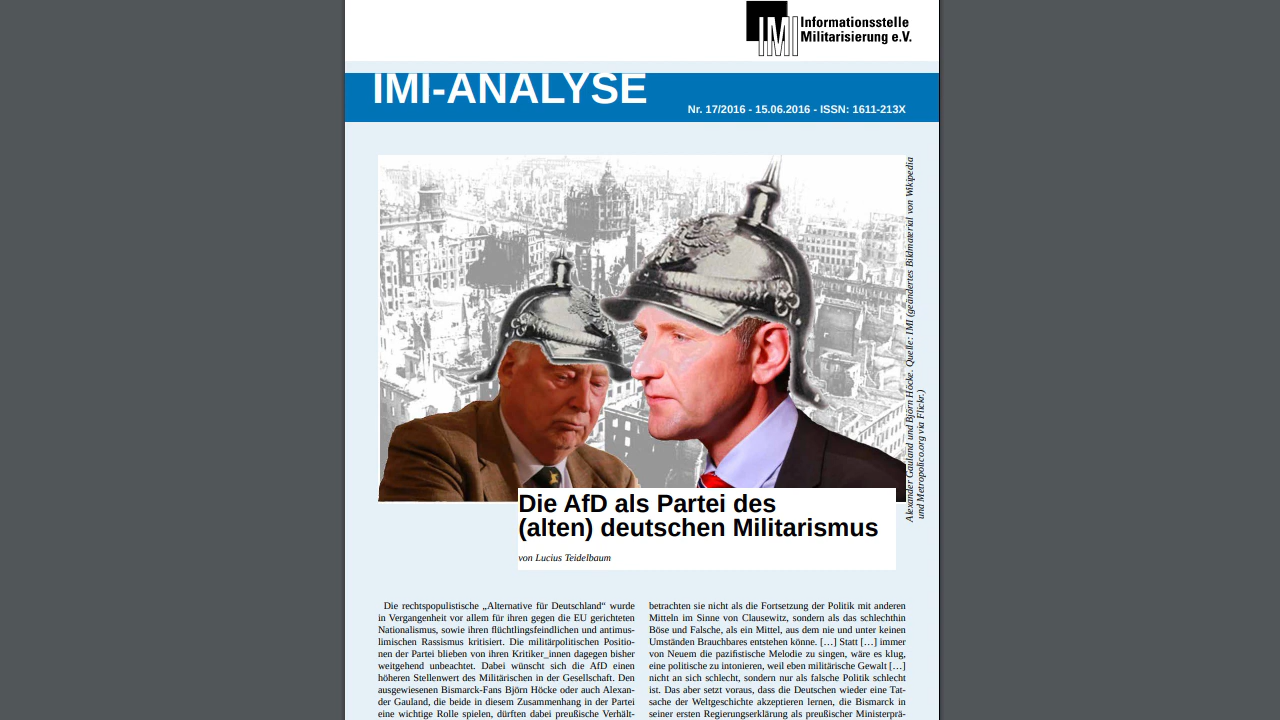 Informationsstelle
Militarisierung e.V.
IMI
IMI-ANALYSE
Nr. 17/2016 - 15.06.2016 - ISSN: 1611-213X
Alexander Gauland und Björn Höcke. Quelle: IMI (geändertes Bildmaterial von Wikipedia
und Metropolico.org via Flickr.)
Die AfD als Partei des
(alten) deutschen Militarismus
von Lucius Teidelbaum
Die rechtspopulistische „Alternative für Deutschland“ wurde
in Vergangenheit vor allem für ihren gegen die EU gerichteten
Nationalismus, sowie ihren flüchtlingsfeindlichen und antimus-
limischen Rassismus kritisiert. Die militärpolitischen Positio-
nen der Partei blieben von ihren Kritiker_innen dagegen bisher
weitgehend unbeachtet. Dabei wünscht sich die AfD einen
höheren Stellenwert des Militärischen in der Gesellschaft. Den
ausgewiesenen Bismarck-Fans Björn Höcke oder auch Alexan-
der Gauland, die beide in diesem Zusammenhang in der Partei
eine wichtige Rolle spielen, dürften dabei preußische Verhält-
betrachten sie nicht als die Fortsetzung der Politik mit anderen
Mitteln im Sinne von Clausewitz, sondern als das schlechthin
Böse und Falsche, als ein Mittel, aus dem nie und unter keinen
Umständen Brauchbares entstehen könne. […] Statt […] immer
von Neuem die pazifistische Melodie zu singen, wäre es klug,
eine politische zu intonieren, weil eben militärische Gewalt […]
nicht an sich schlecht, sondern nur als falsche Politik schlecht
ist. Das aber setzt voraus, dass die Deutschen wieder eine Tat-
sache der Weltgeschichte akzeptieren lernen, die Bismarck in
seiner ersten Regierungserklärung als preußischer Ministerprä-